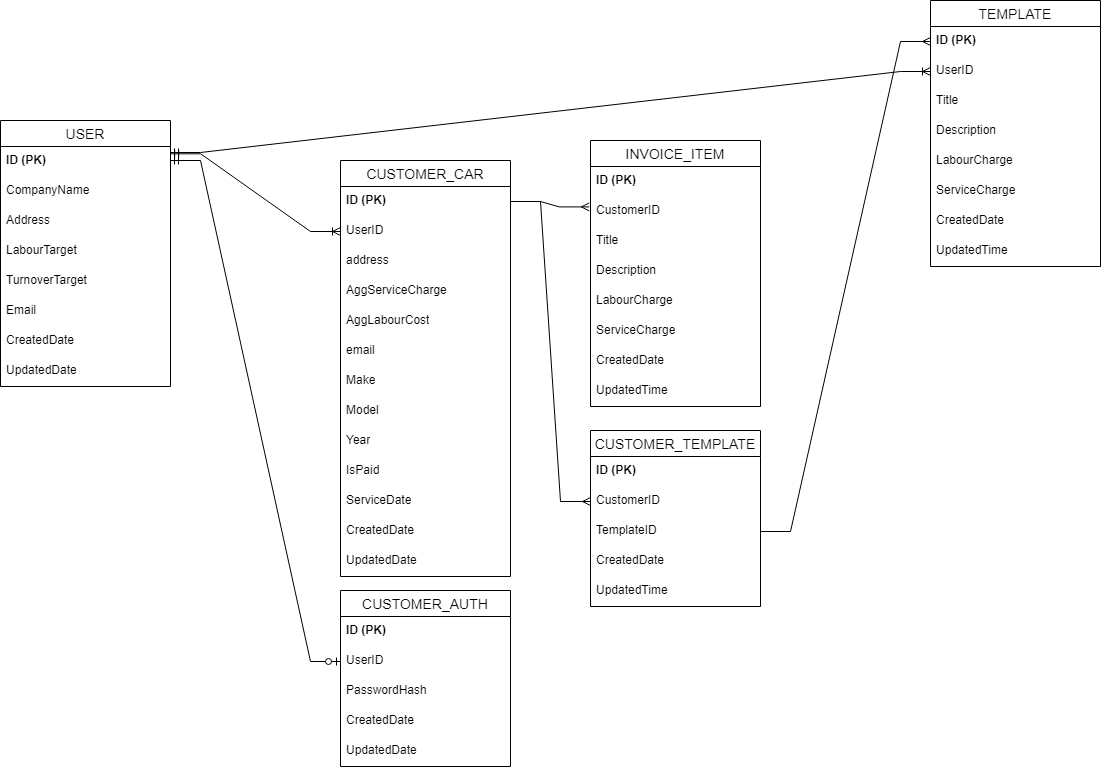 USER
ID (PK)
CompanyName
Address
LabourTarget
TurnoverTarget
Email
CreatedDate
UpdatedDate
CUSTOMER_CAR
ID (PK)
UserID
address
AggServiceCharge
AggLabourCost
email
Make
Model
Year
IsPaid
ServiceDate
CreatedDate
UpdatedDate
CUSTOMER_AUTH
ID (PK)
UserID
PasswordHash
CreatedDate
UpdatedDate
INVOICE_ITEM
ID (PK)
CustomerID
Title
Description
LabourCharge
ServiceCharge
CreatedDate
UpdatedTime
CUSTOMER_TEMPLATE
ID (PK)
CustomerID
TemplateID
CreatedDate
UpdatedTime
TEMPLATE
ID (PK)
UserID
Title
Description
LabourCharge
ServiceCharge
CreatedDate
UpdatedTime